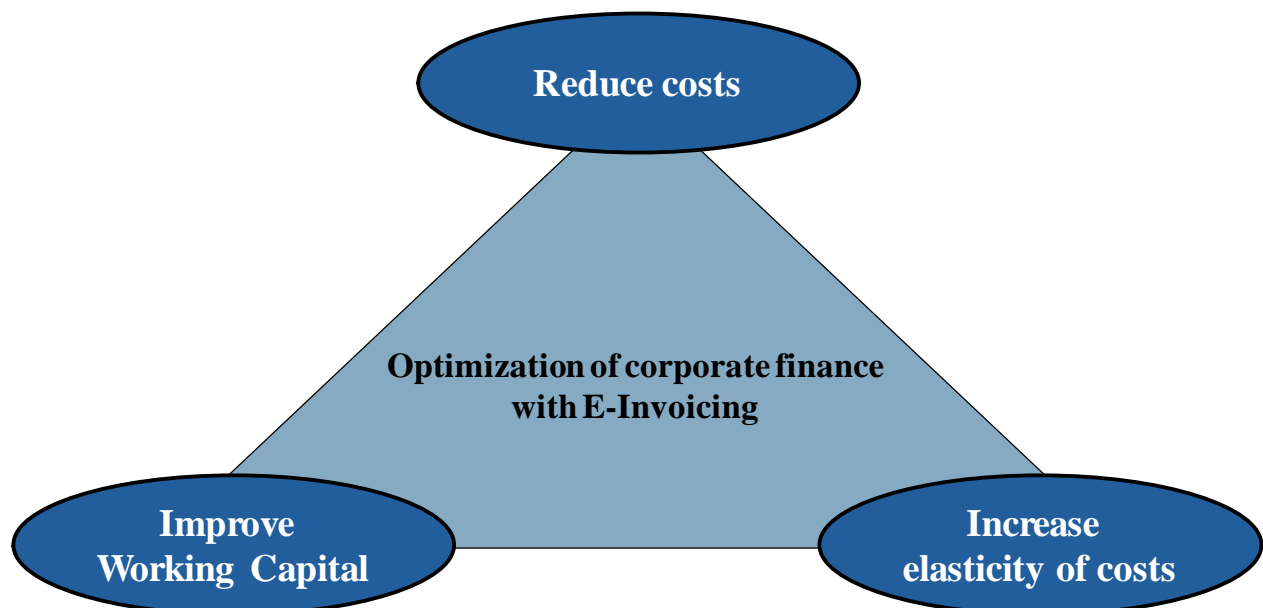 Reduce costs
Optimization of corporate finance
with E-Invoicing
Improve
Working Capital
Increase
elasticity of costs